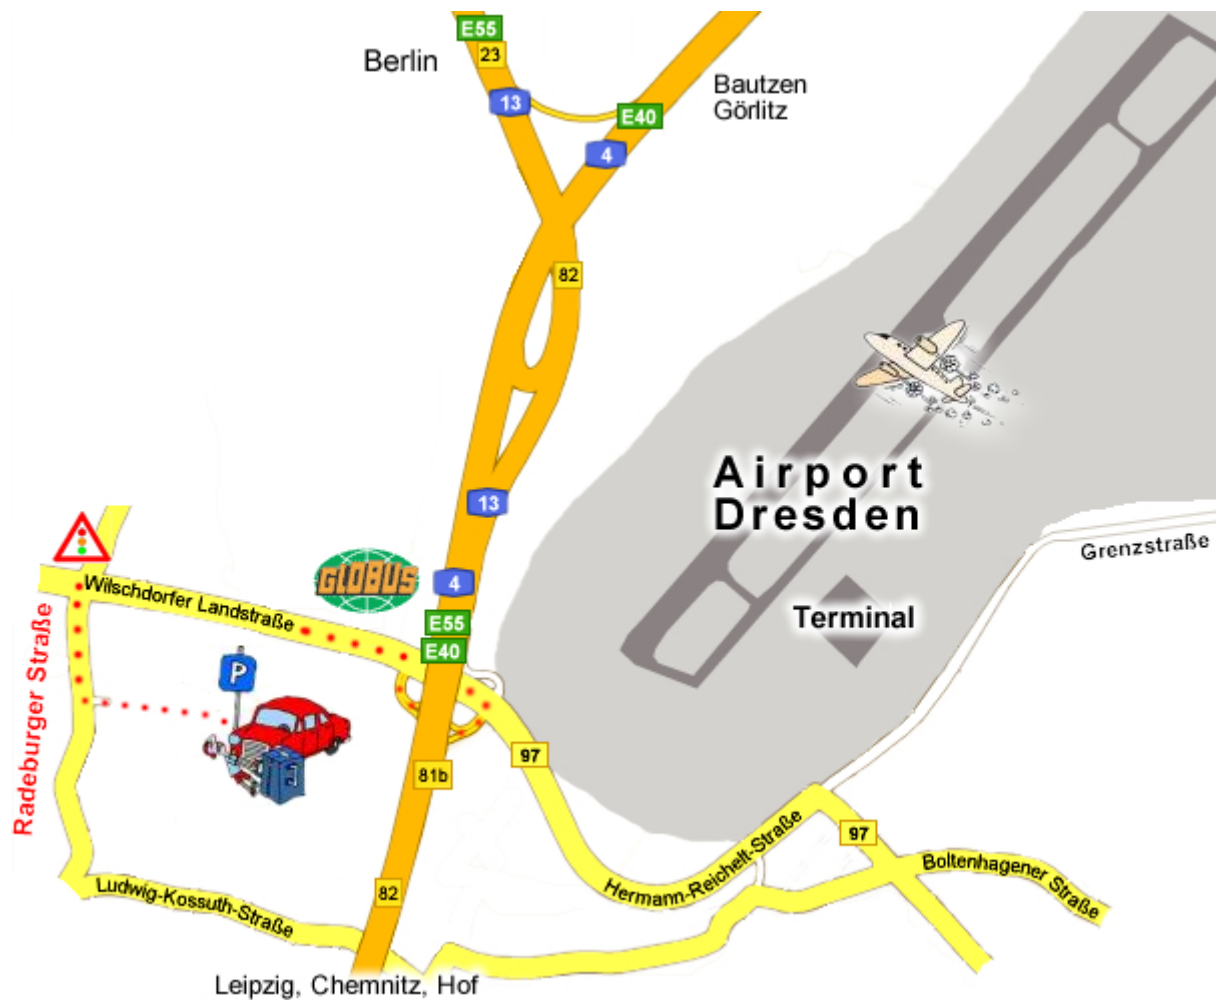 E55
23
Berlin
13
E40
Bautzen
Görlitz
4
82
Airport
Dresden
13
Grenzstraße
GLOBUS
4
Wilschdorfer Landstraße
Terminal
E55
E40
Radeburger Straße
P
97
81b
Hermann-Reichelt-Straße
97
Boltenhagener Straße
82
Ludwig-Kossuth-Straße
Leipzig, Chemnitz, Hof